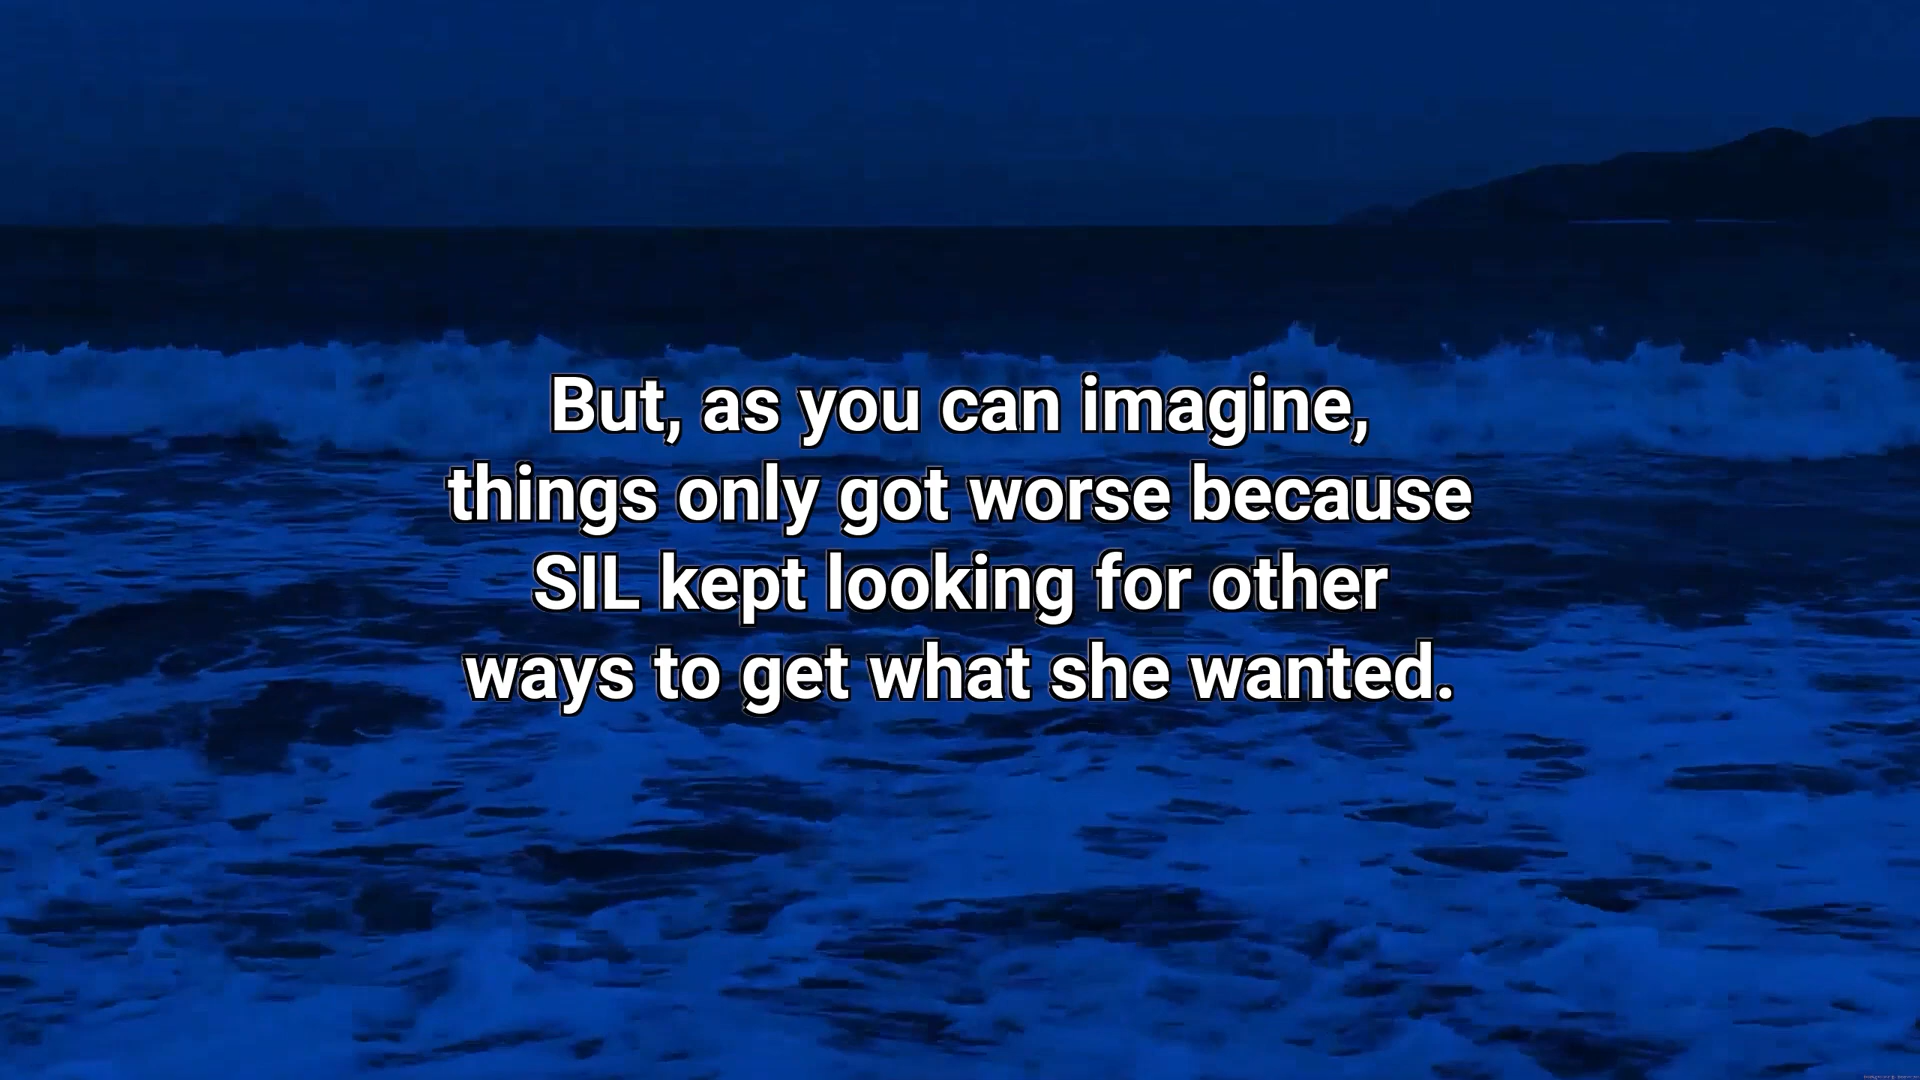 But, as you can imagine,
things only got worse because
SIL kept looking for other
ways to get what she wanted.